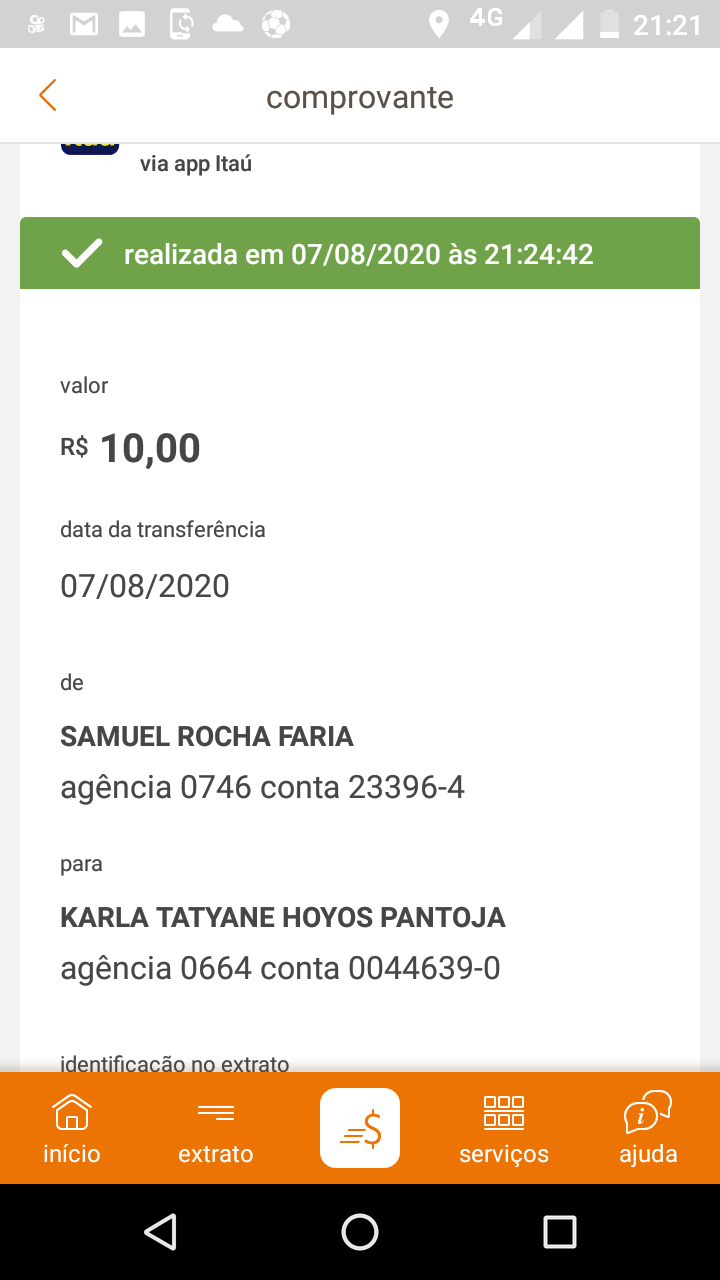 4G 21:21
comprovante
via app Itaú
realizada em 07/08/2020 às 21:24:42
valor
R$ 10,00
data da transferência
07/08/2020
de
SAMUEL ROCHA FARIA
agência 0746 conta 23396-4
para
KARLA TATYANE HOYOS PANTOJA
agência 0664 conta 0044639-0
identificação no extrato
início extrato serviços ajuda